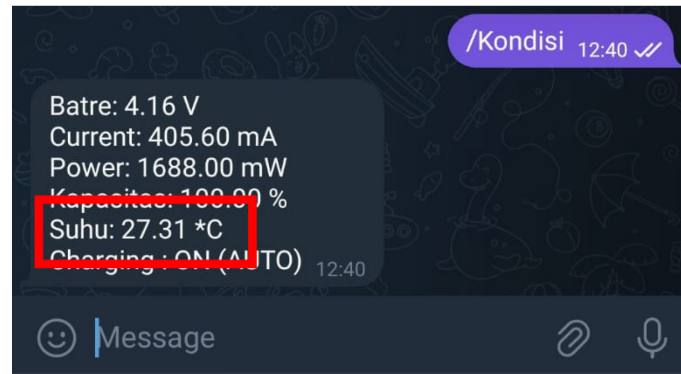 /Kondisi 12:40
Batre: 4.16 V
Current: 405.60 mA
Power: 1688.00 mW
Kapasitas: 100.00 %
Suhu: 27.31 *C
Charging : ON (AUTO) 12:40
Message